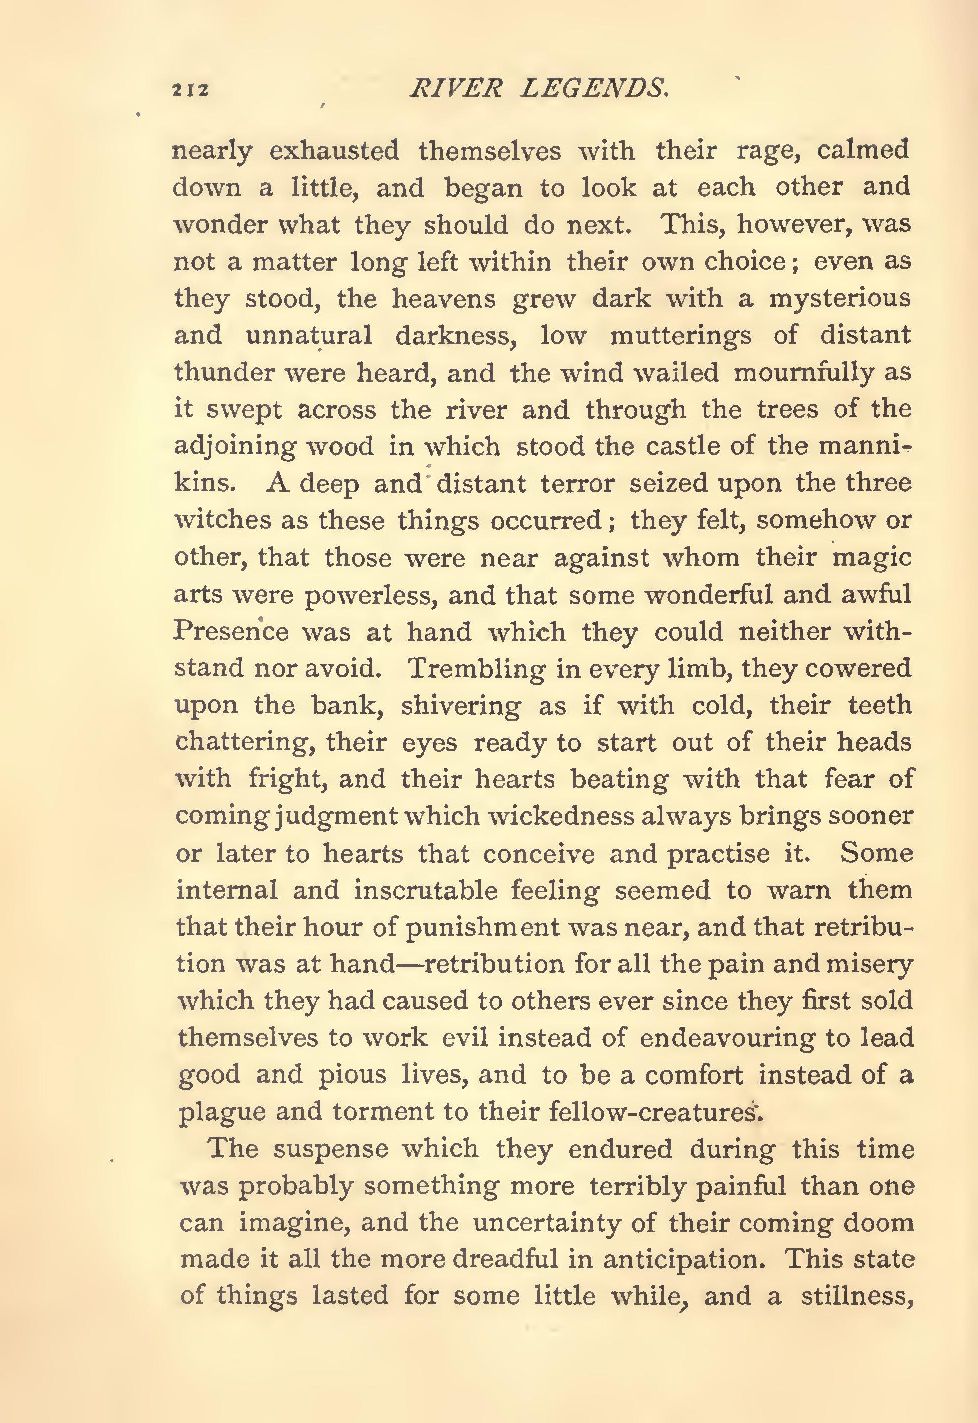 212 RIVER LEGENDS.
nearly exhausted themselves with their rage, calmed
down a little, and began to look at each other and
wonder what they should do next. This, however, was
not a matter long left within their own choice; even as
they stood, the heavens grew dark with a mysterious
and unnatural darkness, low mutterings of distant
thunder were heard, and the wind wailed mournfully as
it swept across the river and through the trees of the
adjoining wood in which stood the castle of the manni-
kins. A deep and distant terror seized upon the three
witches as these things occurred; they felt, somehow or
other, that those were near against whom their magic
arts were powerless, and that some wonderful and awful
Presence was at hand which they could neither with-
stand nor avoid. Trembling in every limb, they cowered
upon the bank, shivering as if with cold, their teeth
chattering, their eyes ready to start out of their heads
with fright, and their hearts beating with that fear of
coming judgment which wickedness always brings sooner
or later to hearts that conceive and practise it. Some
internal and inscrutable feeling seemed to warn them
that their hour of punishment was near, and that retribu-
tion was at hand—retribution for all the pain and misery
which they had caused to others ever since they first sold
themselves to work evil instead of endeavouring to lead
good and pious lives, and to be a comfort instead of a
plague and torment to their fellow-creatures.
The suspense which they endured during this time
was probably something more terribly painful than one
can imagine, and the uncertainty of their coming doom
made it all the more dreadful in anticipation. This state
of things lasted for some little while, and a stillness,